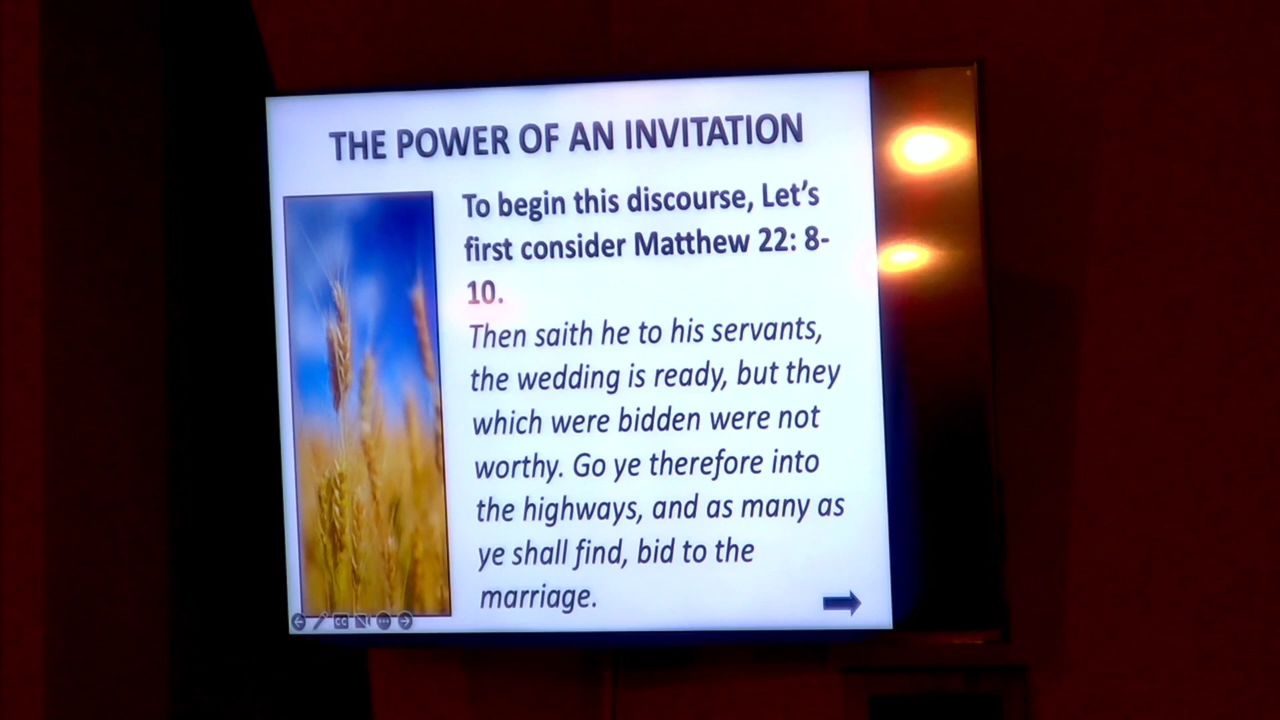 THE POWER OF AN INVITATION
To begin this discourse, Let's
first consider Matthew 22: 8-
10.
Then saith he to his servants,
the wedding is ready, but they
which were bidden were not
worthy. Go ye therefore into
the highways, and as many as
ye shall find, bid to the
marriage.
CC